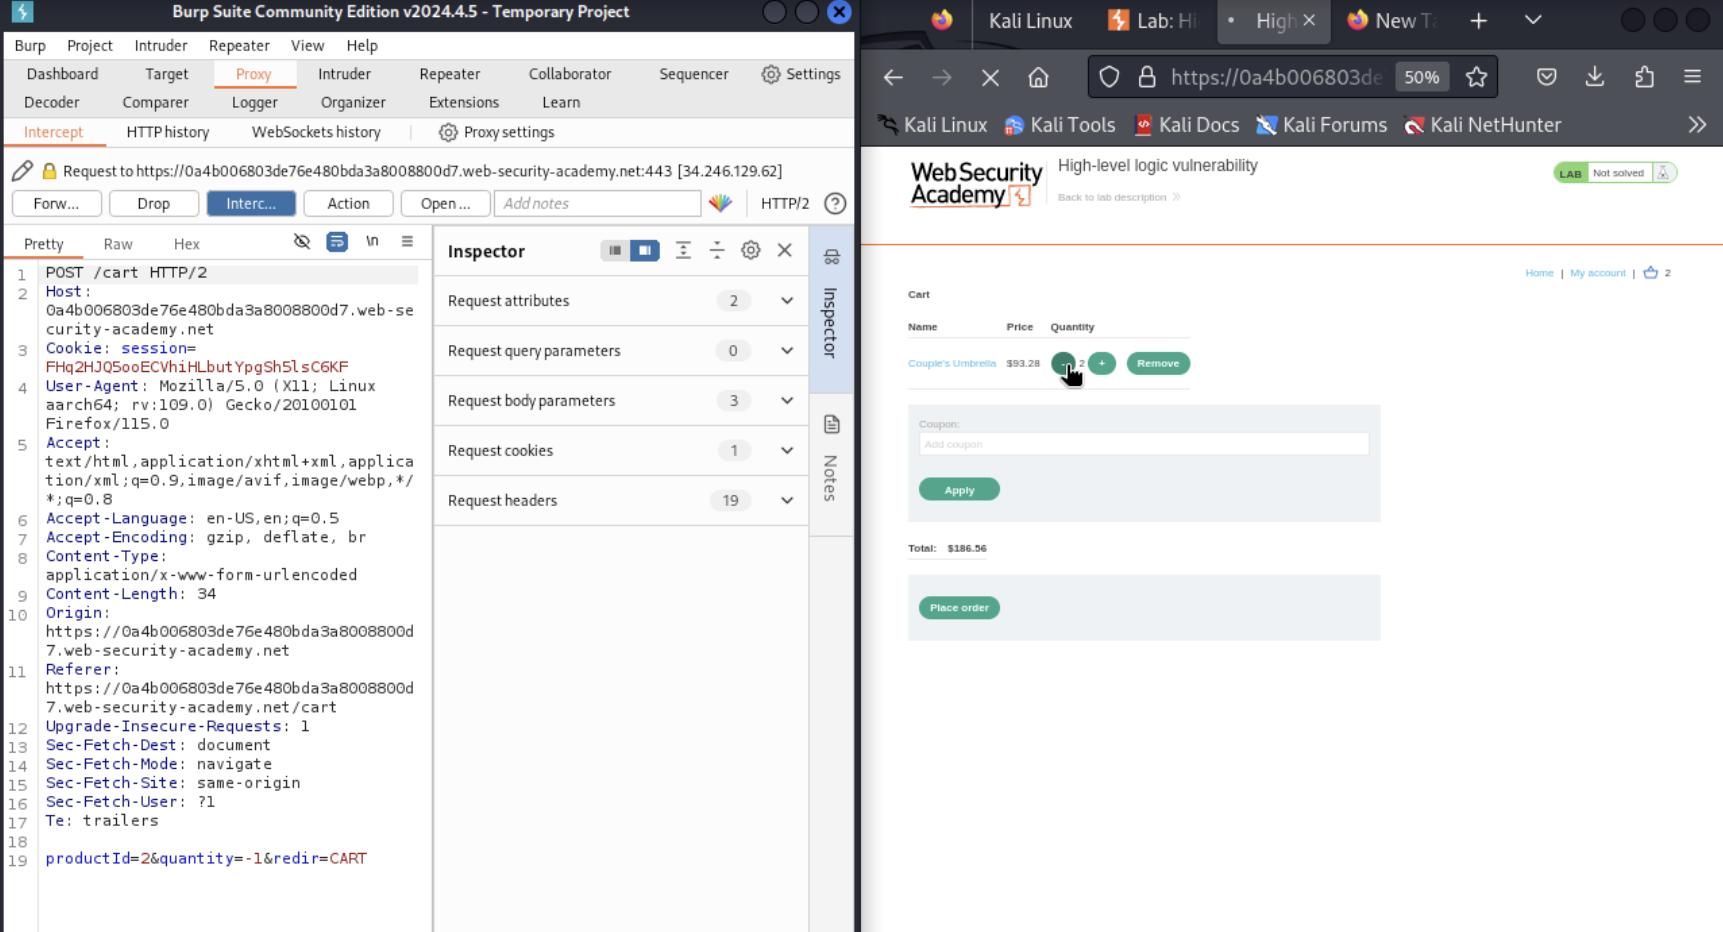 Burp Suite Community Edition v2024.4.5 - Temporary Project
Burp Project Intruder Repeater View Help
Dashboard Target Proxy Intruder Repeater Collaborator Sequencer Settings
Decoder Comparer Logger Organizer Extensions Learn
Intercept HTTP history WebSockets history Proxy settings
Request to https://0a4b006803de76e480bda3a8008800d7.web-security-academy.net:443 [34.246.129.62]
Forw... Drop Interc... Action Open ... Add notes HTTP/2 ?
Pretty Raw Hex \n
1 POST /cart HTTP/2
2 Host:
0a4b006803de76e480bda3a8008800d7.web-se
curity-academy.net
3 Cookie: session=
FHq2HJQ5ooECVhiHLbutYpgSh5lsC6KF
4 User-Agent: Mozilla/5.0 (X11; Linux
aarch64; rv:109.0) Gecko/20100101
Firefox/115.0
5 Accept:
text/html,application/xhtml+xml,applica
tion/xml;q=0.9,image/avif,image/webp,*/
*;q=0.8
6 Accept-Language: en-US,en;q=0.5
7 Accept-Encoding: gzip, deflate, br
8 Content-Type:
application/x-www-form-urlencoded
9 Content-Length: 34
10 Origin:
https://0a4b006803de76e480bda3a8008800d
7.web-security-academy.net
11 Referer:
https://0a4b006803de76e480bda3a8008800d
7.web-security-academy.net/cart
12 Upgrade-Insecure-Requests: 1
13 Sec-Fetch-Dest: document
14 Sec-Fetch-Mode: navigate
15 Sec-Fetch-Site: same-origin
16 Sec-Fetch-User: ?1
17 Te: trailers
18
19 productId=2&quantity=-1&redir=CART
Inspector
Request attributes 2
Request query parameters 0
Request body parameters 3
Request cookies 1
Request headers 19
Inspector
Notes
Kali Linux Lab: Hi High New Ta
https://0a4b006803de 50%
Kali Linux Kali Tools Kali Docs Kali Forums Kali NetHunter
Web Security
Academy
High-level logic vulnerability
Back to lab description
LAB Not solved
Home | My account | 2
Cart
Name Price Quantity
Couple's Umbrella $93.28 - 2 + Remove
Coupon:
Add coupon
Apply
Total: $186.56
Place order